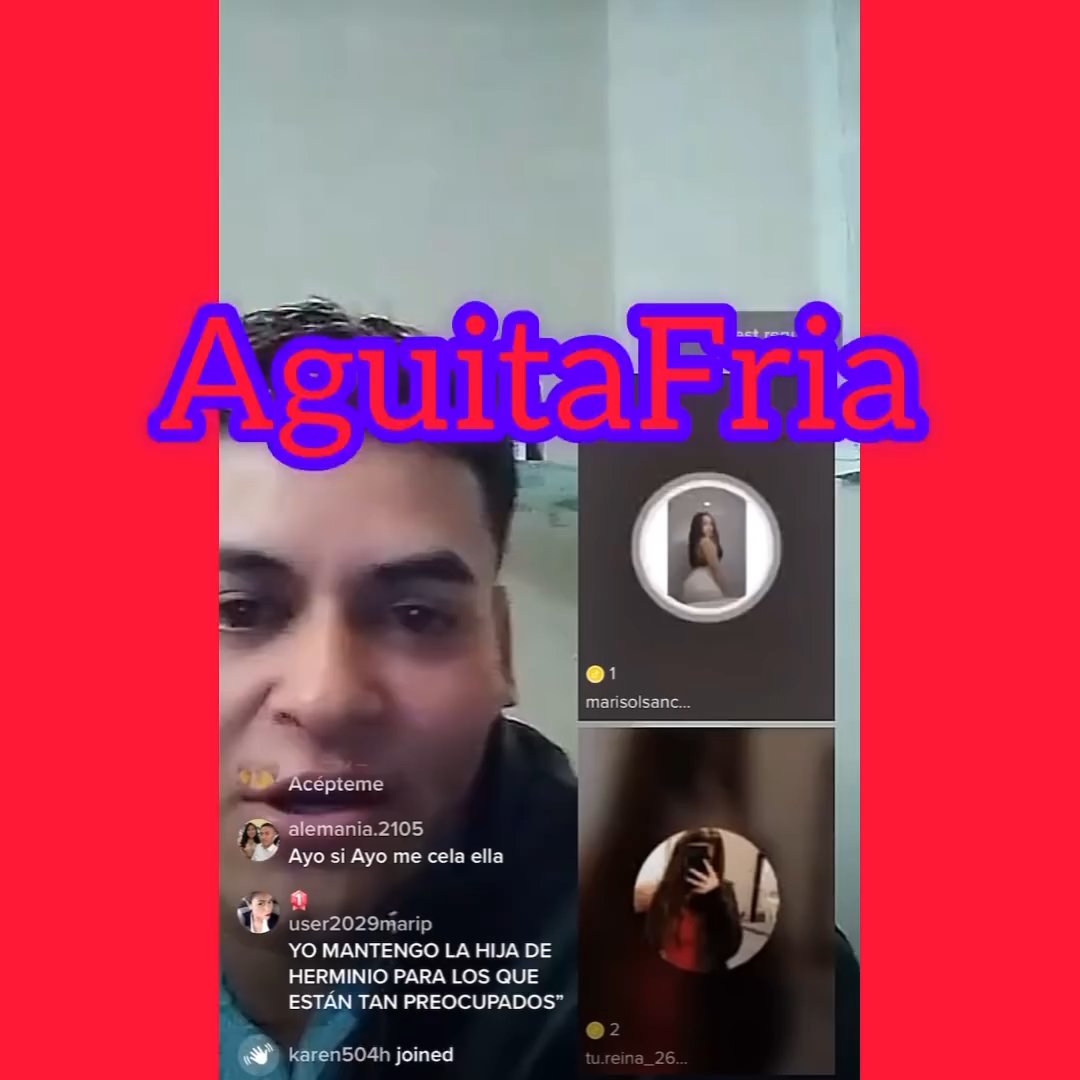 AguitaFria
1
marisolsanc...
Acépteme
alemania.2105
Ayo si Ayo me cela ella
1
user2029marip
YO MANTENGO LA HIJA DE
HERMINIO PARA LOS QUE
ESTÁN TAN PREOCUPADOS”
2
karen504h joined
tu.reina_26...